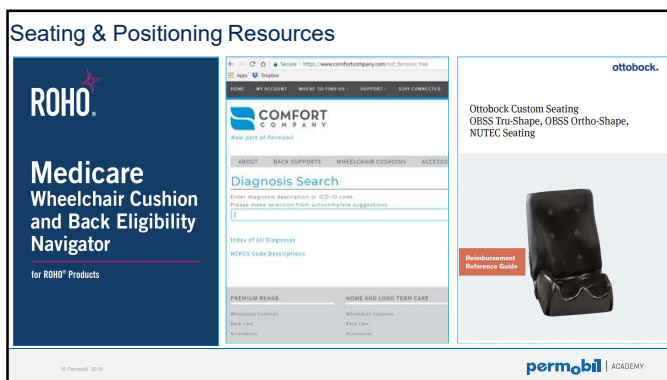 Seating & Positioning Resources
ROHO®
Medicare
Wheelchair Cushion
and Back Eligibility
Navigator
for ROHO® Products
Secure | https://www.comfortcompany.com/icd_decision_tree
Apps Dropbox
HOME MY ACCOUNT WHERE TO FIND US SUPPORT STAY CONNECTED
COMFORT
COMPANY
Now part of Permobil
ABOUT BACK SUPPORTS WHEELCHAIR CUSHIONS ACCESSO
Diagnosis Search
Enter diagnosis description or ICD-10 code.
Please make selection from autocomplete suggestions.
Index of All Diagnoses
HCPCS Code Descriptions
PREMIUM REHAB HOME AND LONG TERM CARE
Wheelchair Cushions Wheelchair Cushions
Back Care Back Care
Accessories Accessories
ottobock.
Ottobock Custom Seating
OBSS Tru-Shape, OBSS Ortho-Shape,
NUTEC Seating
Reimbursement
Reference Guide
© Permobil 2018
permobil | ACADEMY